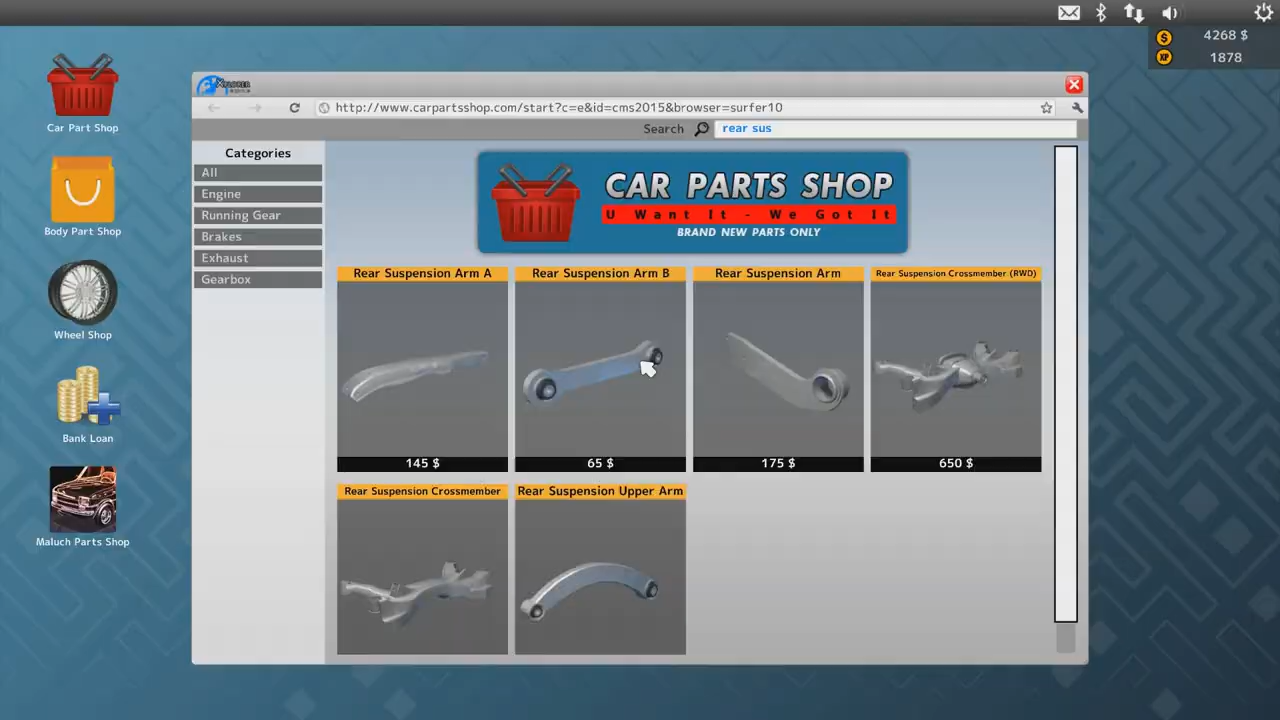 4268 $
1878
Car Part Shop
Body Part Shop
Wheel Shop
Bank Loan
Maluch Parts Shop
http://www.carpartsshop.com/start?c=e&id=cms2015&browser=surfer10
Search
rear sus
Categories
All
Engine
Running Gear
Brakes
Exhaust
Gearbox
CAR PARTS SHOP
U Want It - We Got It
BRAND NEW PARTS ONLY
Rear Suspension Arm A
Rear Suspension Arm B
Rear Suspension Arm
Rear Suspension Crossmember (RWD)
145 $
65 $
175 $
650 $
Rear Suspension Crossmember
Rear Suspension Upper Arm